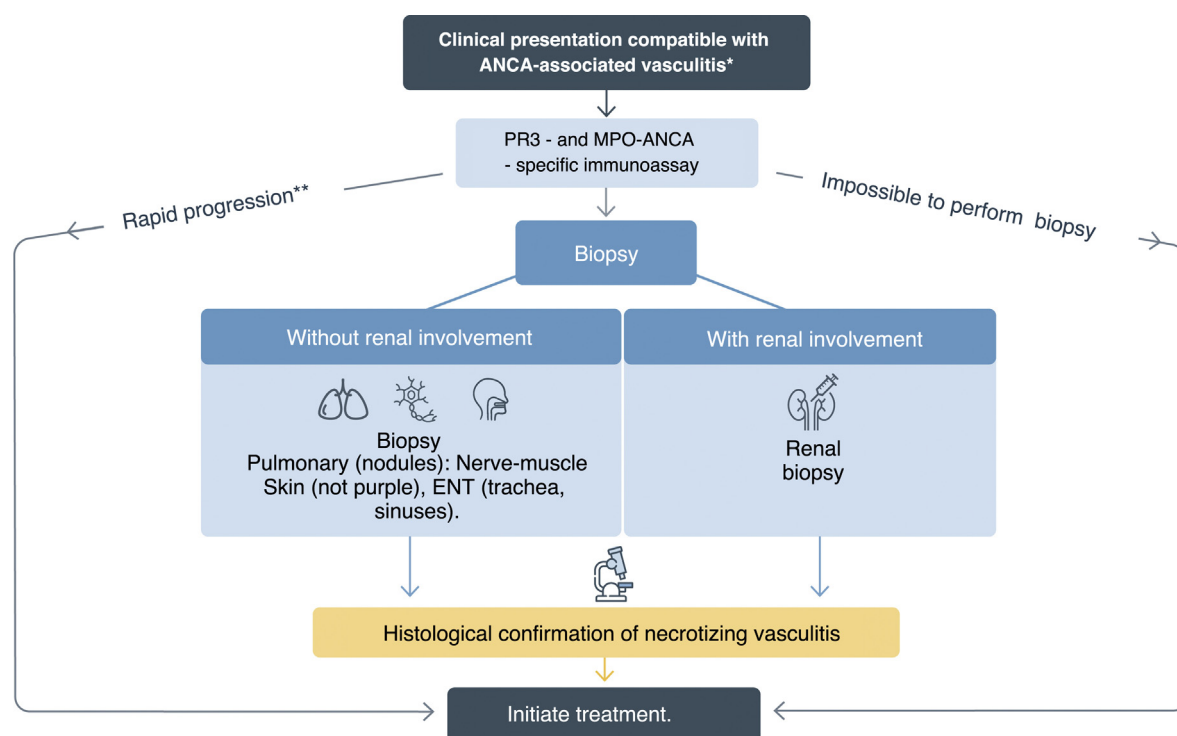 Clinical presentation compatible with
ANCA-associated vasculitis*
PR3 - and MPO-ANCA
- specific immunoassay
Rapid progression**
Impossible to perform biopsy
Biopsy
Without renal involvement
With renal involvement
Biopsy
Pulmonary (nodules): Nerve-muscle
Skin (not purple), ENT (trachea,
sinuses).
Renal
biopsy
Histological confirmation of necrotizing vasculitis
Initiate treatment.